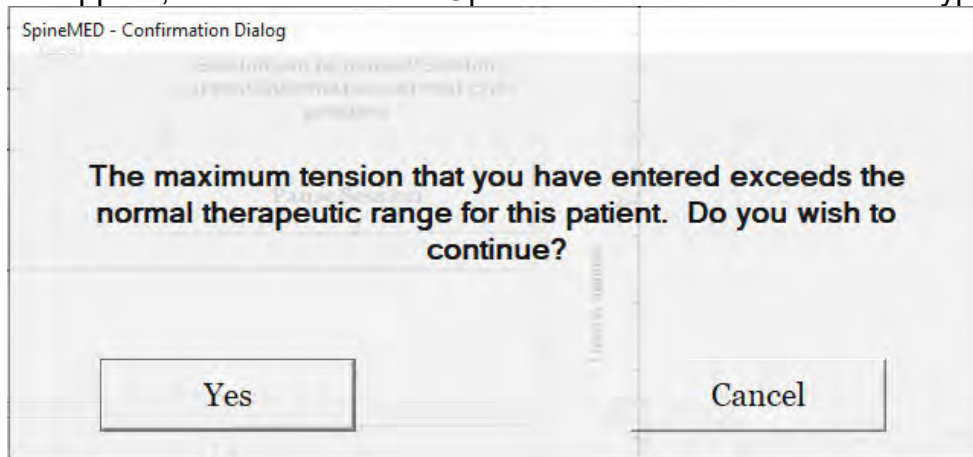 SpineMED - Confirmation Dialog
The maximum tension that you have entered exceeds the
normal therapeutic range for this patient. Do you wish to
continue?
Yes
Cancel